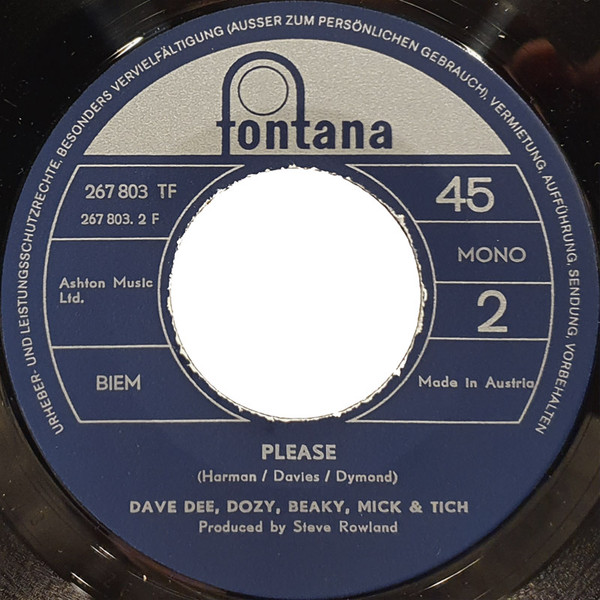 URHEBER- UND LEISTUNGSSCHUTZRECHTE, BESONDERS VERVIELFÄLTIGUNG (AUSSER ZUM PERSÖNLICHEN GEBRAUCH), VERMIETUNG, AUFFÜHRUNG, SENDUNG, VORBEHALTEN
fontana
267 803 TF
267 803. 2 F
45
MONO
Ashton Music
Ltd.
2
BIEM
Made in Austria
PLEASE
(Harman / Davies / Dymond)
DAVE DEE, DOZY, BEAKY, MICK & TICH
Produced by Steve Rowland